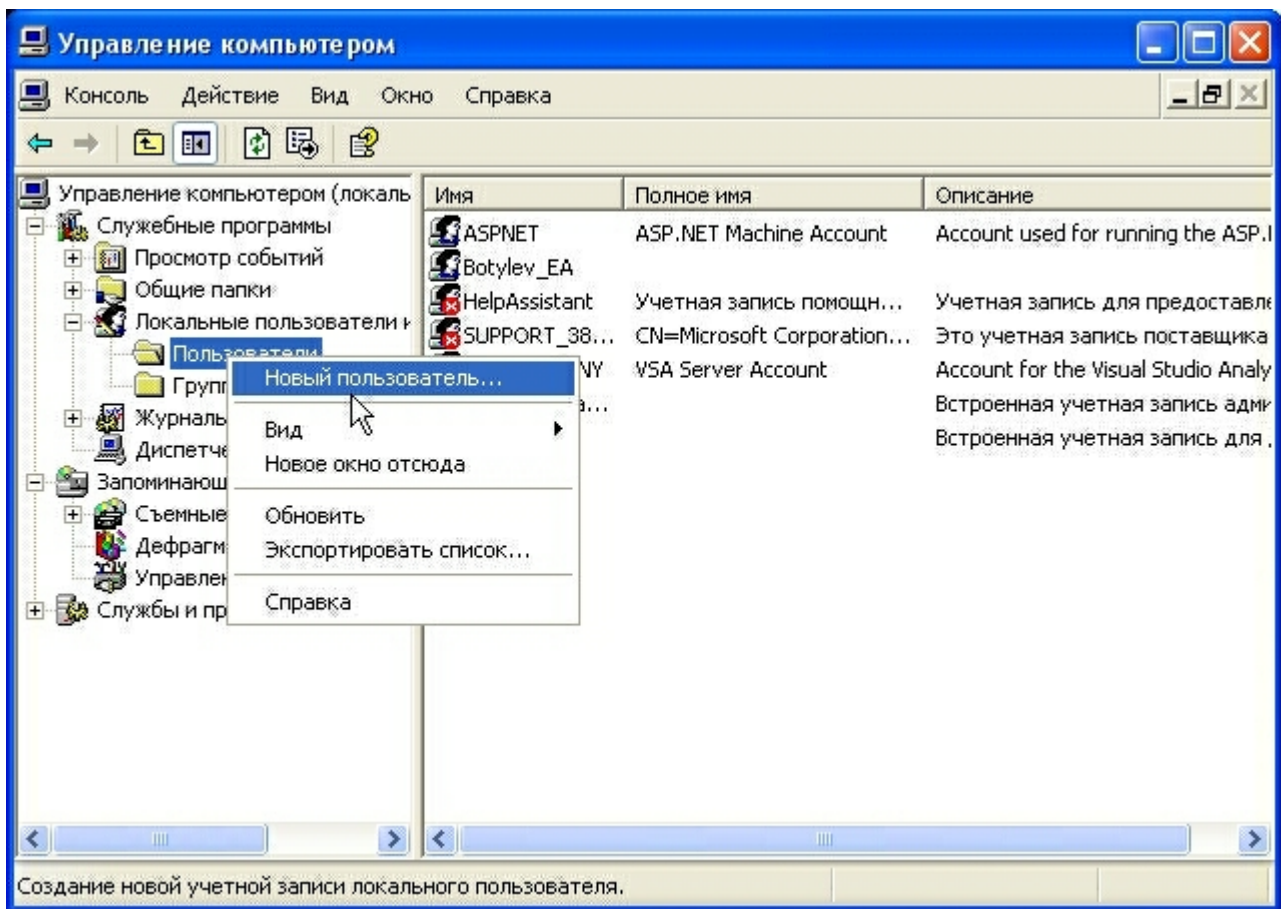 Управление компьютером
Консоль Действие Вид Окно Справка
Управление компьютером (локаль
Служебные программы
Просмотр событий
Общие папки
Локальные пользователи и
Пользователи
Групп
Журналь
Диспетче
Запоминающ
Съемные
Дефрагм
Управлен
Службы и пр
Имя Полное имя Описание
ASPNET ASP.NET Machine Account Account used for running the ASP.
Botylev_EA
HelpAssistant Учетная запись помощн... Учетная запись для предоставле
SUPPORT_38... CN=Microsoft Corporation... Это учетная запись поставщика
NY VSA Server Account Account for the Visual Studio Analy
а... Встроенная учетная запись адми
Встроенная учетная запись для
Новый пользователь...
Вид
Новое окно отсюда
Обновить
Экспортировать список...
Справка
Создание новой учетной записи локального пользователя.